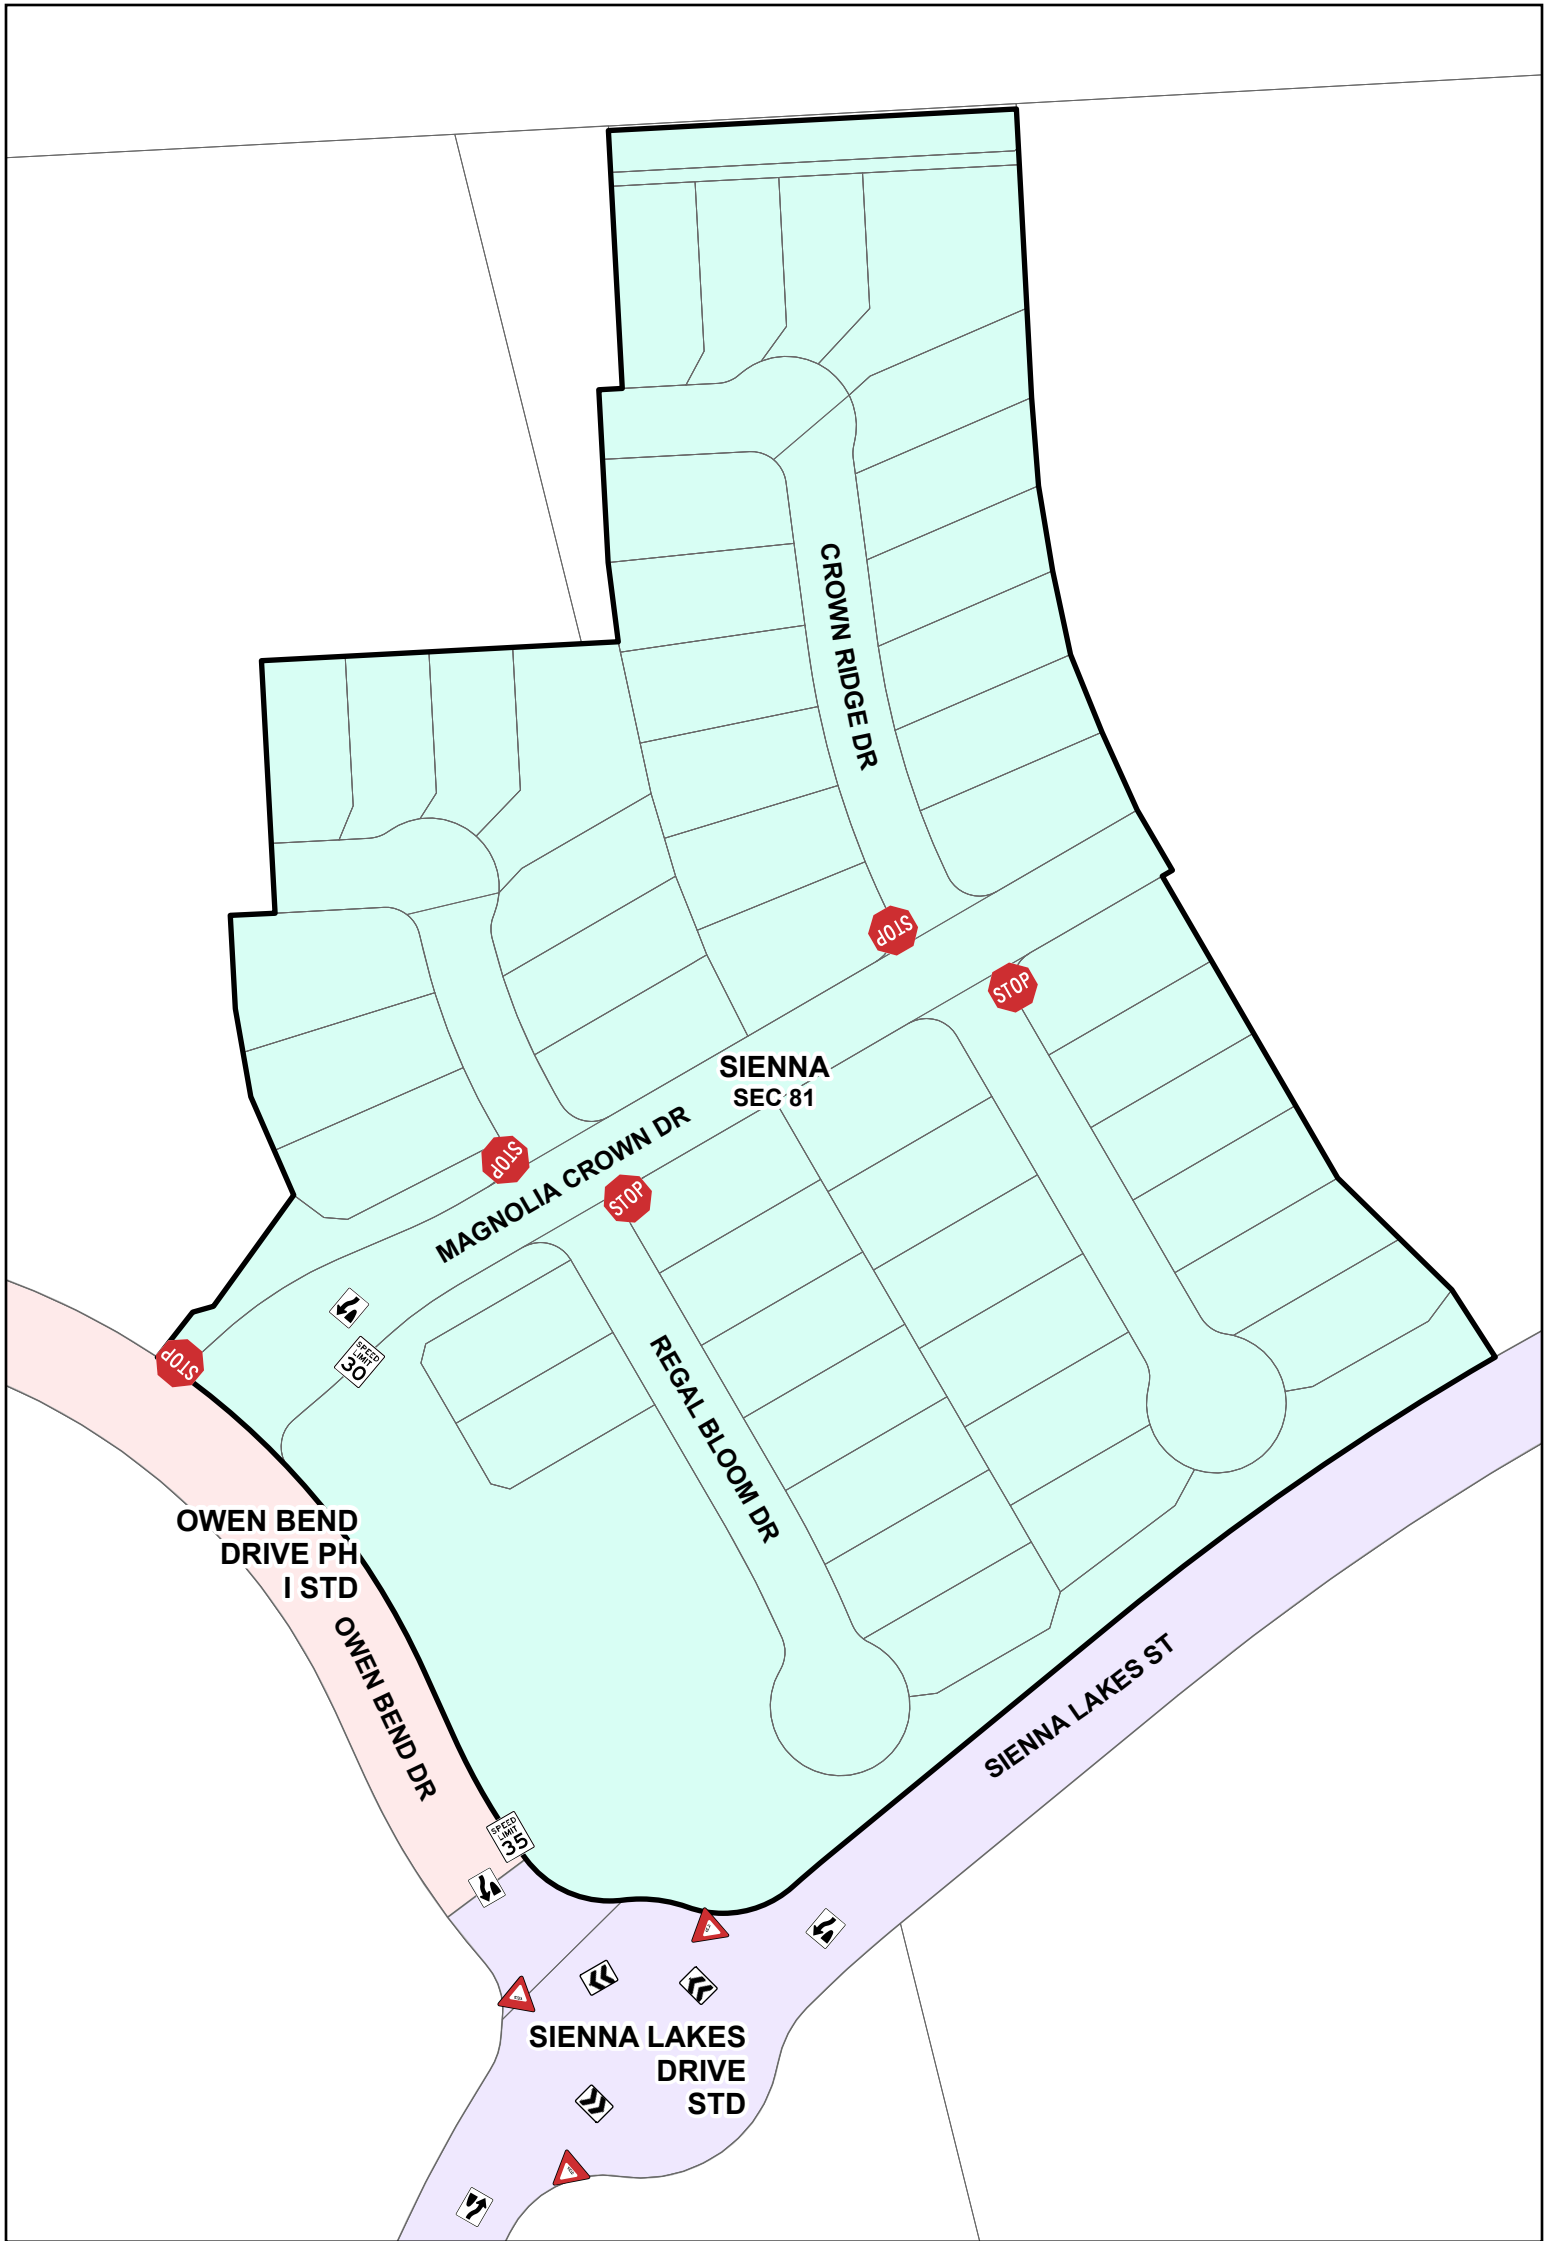 CROWN RIDGE DR
STOP
STOP
SIENNA
SEC 81
MAGNOLIA CROWN DR
STOP
STOP
SPEED
LIMIT
30
STOP
REGAL BLOOM DR
OWEN BEND
DRIVE PH
I STD
OWEN BEND DR
SIENNA LAKES ST
SPEED
LIMIT
35
SIENNA LAKES
DRIVE
STD